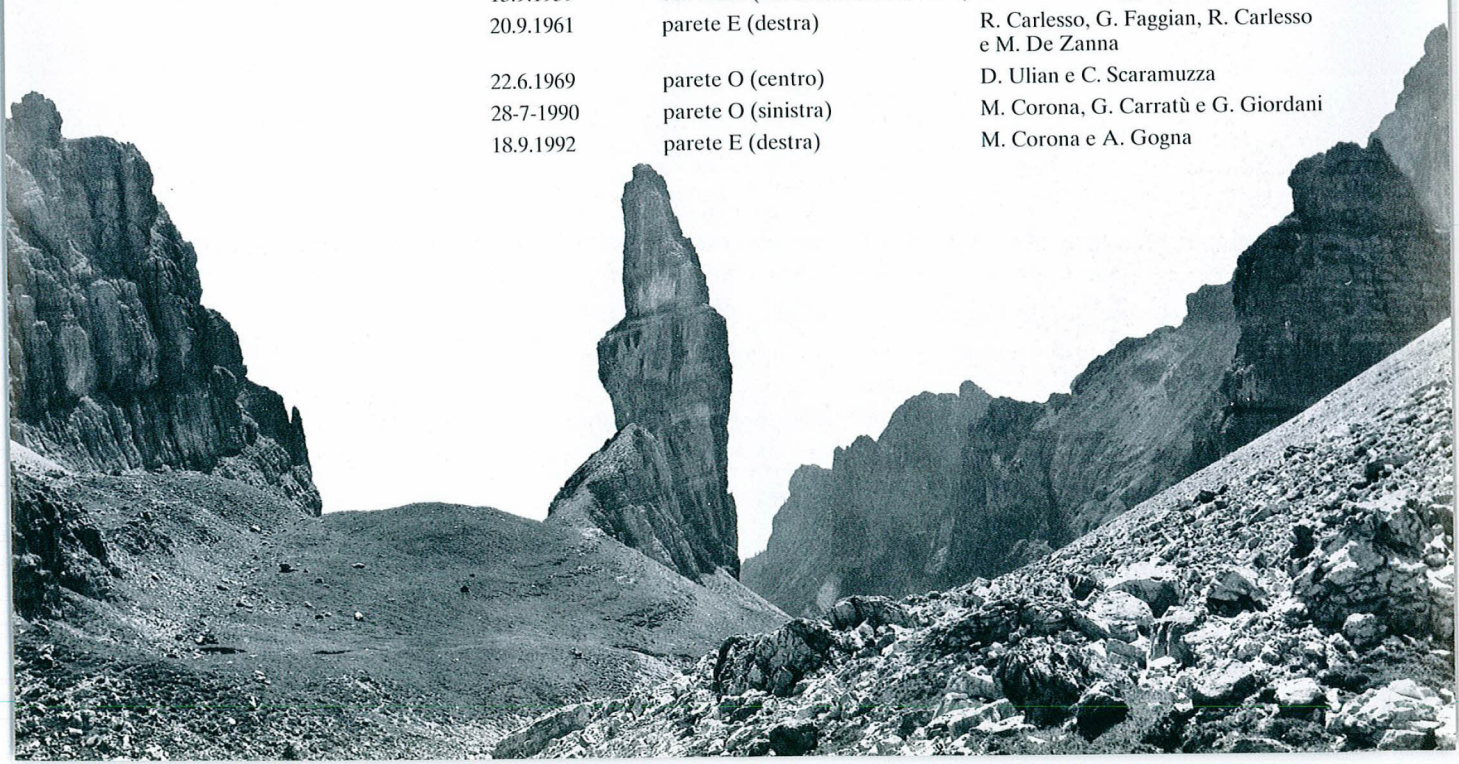 20.9.1961 parete E (destra) R. Carlesso, G. Faggian, R. Carlesso
e M. De Zanna
22.6.1969 parete O (centro) D. Ulian e C. Scaramuzza
28-7-1990 parete O (sinistra) M. Corona, G. Carratù e G. Giordani
18.9.1992 parete E (destra) M. Corona e A. Gogna